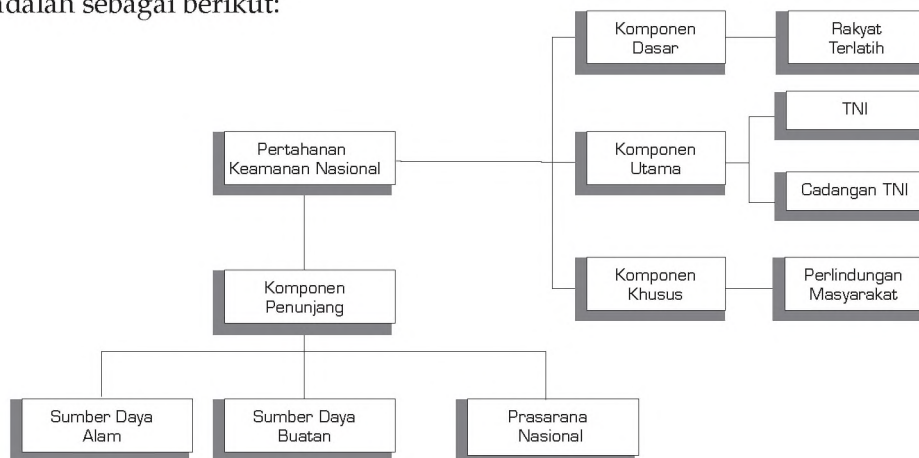 adalah sebagai berikut:
Komponen
Dasar
Rakyat
Terlatih
TNI
Pertahanan
Keamanan Nasional
Komponen
Utama
Cadangan TNI
Komponen
Khusus
Perlindungan
Masyarakat
Komponen
Penunjang
Sumber Daya
Alam
Sumber Daya
Buatan
Prasarana
Nasional